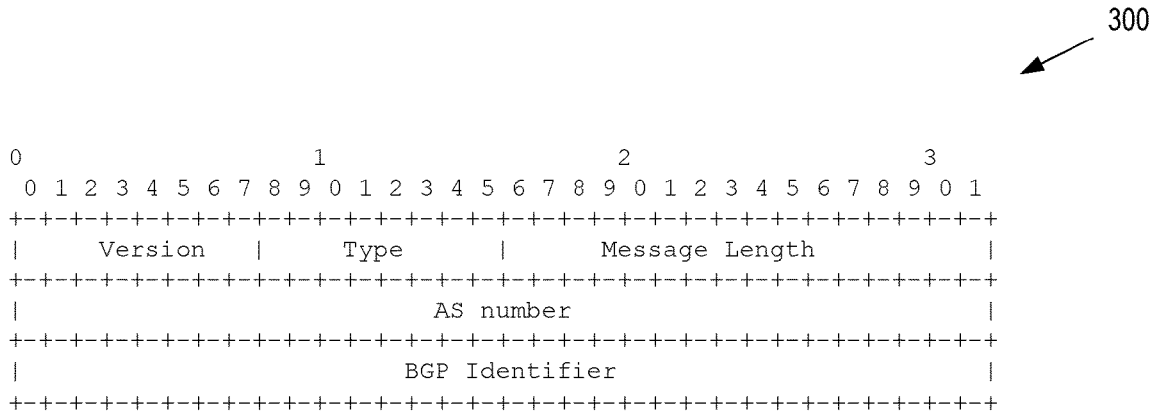 300
0                   1                   2                   3
 0 1 2 3 4 5 6 7 8 9 0 1 2 3 4 5 6 7 8 9 0 1 2 3 4 5 6 7 8 9 0 1
+-+-+-+-+-+-+-+-+-+-+-+-+-+-+-+-+-+-+-+-+-+-+-+-+-+-+-+-+-+-+-+-+
|     Version   |     Type      |      Message Length           |
+-+-+-+-+-+-+-+-+-+-+-+-+-+-+-+-+-+-+-+-+-+-+-+-+-+-+-+-+-+-+-+-+
|                           AS number                           |
+-+-+-+-+-+-+-+-+-+-+-+-+-+-+-+-+-+-+-+-+-+-+-+-+-+-+-+-+-+-+-+-+
|                         BGP Identifier                        |
+-+-+-+-+-+-+-+-+-+-+-+-+-+-+-+-+-+-+-+-+-+-+-+-+-+-+-+-+-+-+-+-+